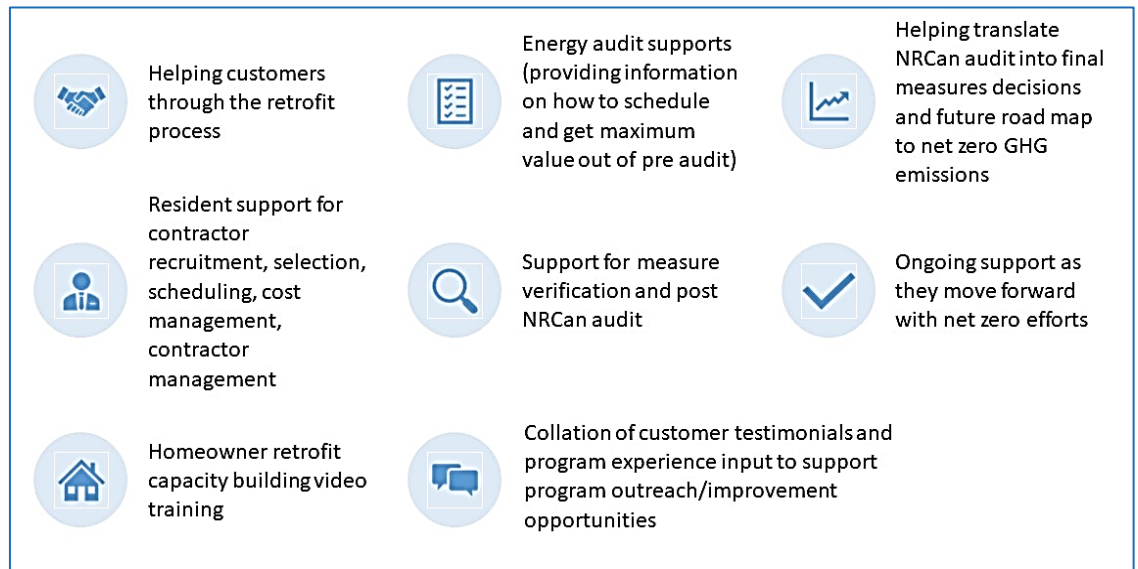 Helping customers
through the retrofit
process
Energy audit supports
(providing information
on how to schedule
and get maximum
value out of pre audit)
Helping translate
NRCan audit into final
measures decisions
and future road map
to net zero GHG
emissions
Resident support for
contractor
recruitment, selection,
scheduling, cost
management,
contractor
management
Support for measure
verification and post
NRCan audit
Ongoing support as
they move forward
with net zero efforts
Homeowner retrofit
capacity building video
training
Collation of customer testimonials and
program experience input to support
program outreach/improvement
opportunities